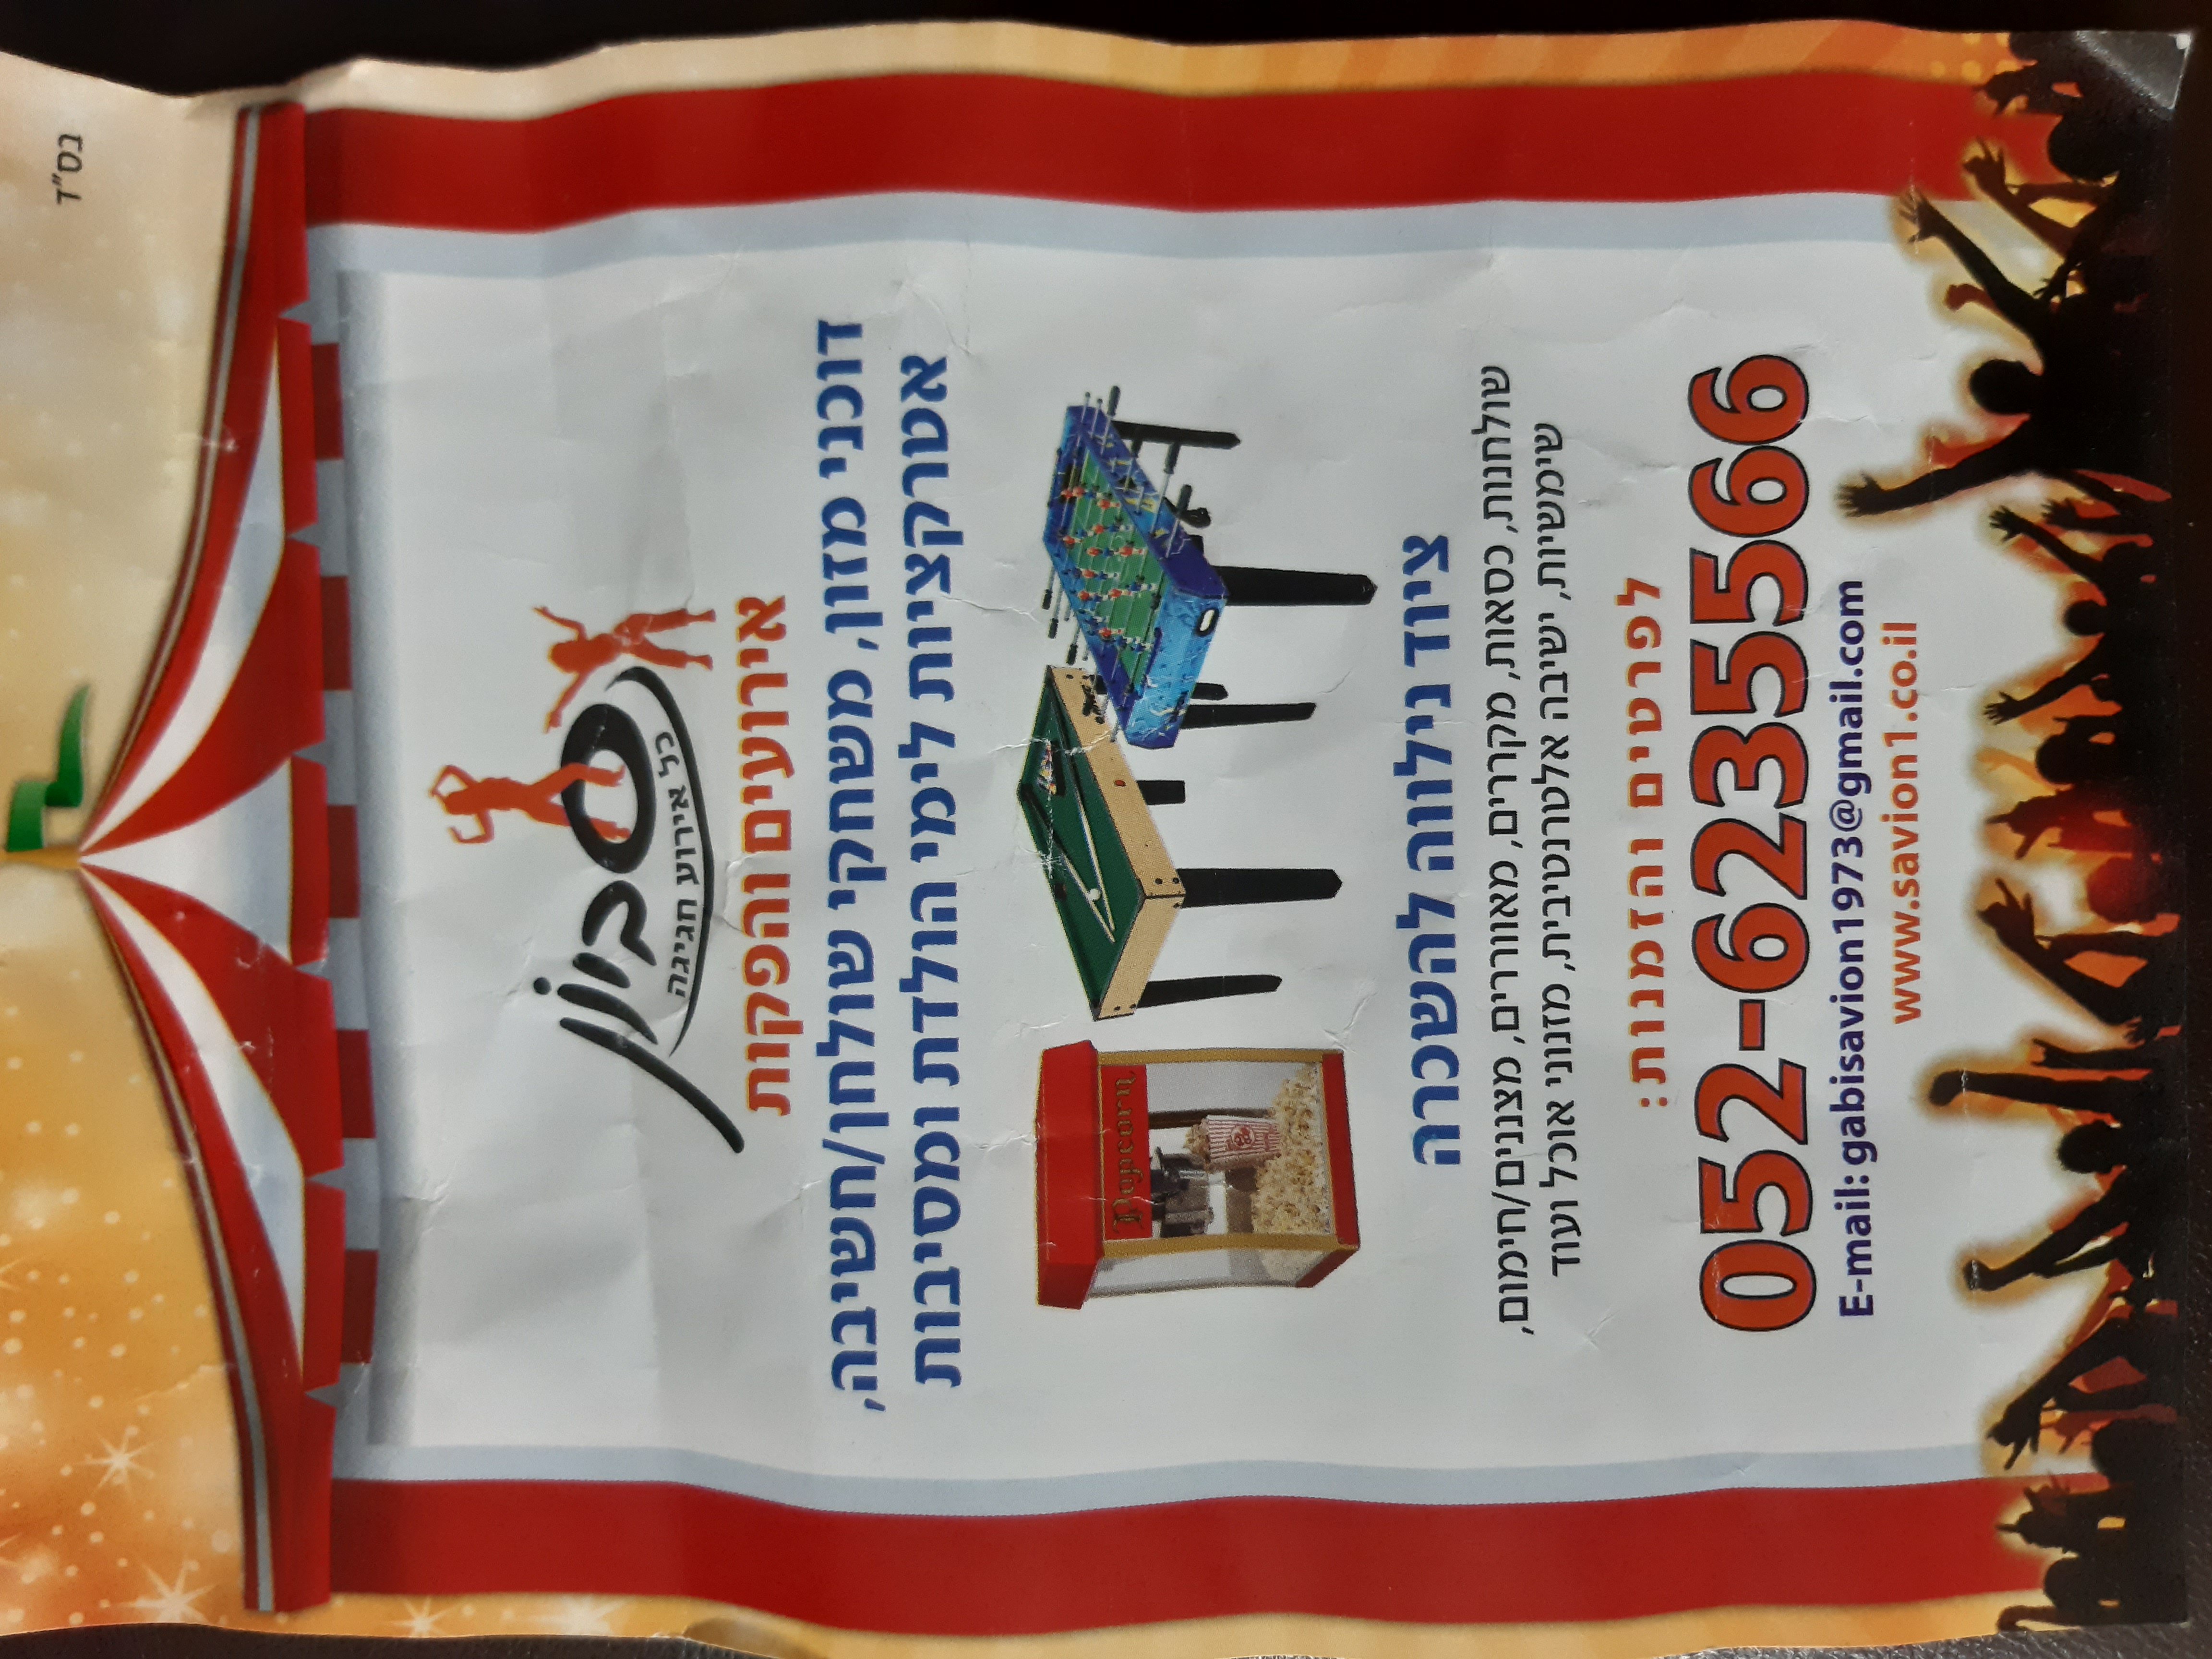 בס"ד
סביון
כל אירוע חגיגה
אירועים והפקות
דוכני מזון, משחקי שולחן/חשיבה,
אטרקציות לימי הולדת ומסיבות
Popcorn
ציוד נילווה להשכרה
שולחנות, כסאות, מקררים, מאווררים, מצננים/חימום,
שימשיות, ישיבה אלטרנטיבית, מזנוני אוכל ועוד
לפרטים והזמנות:
052-6235566
E-mail: gabisavion1973@gmail.com
www.savion1.co.il